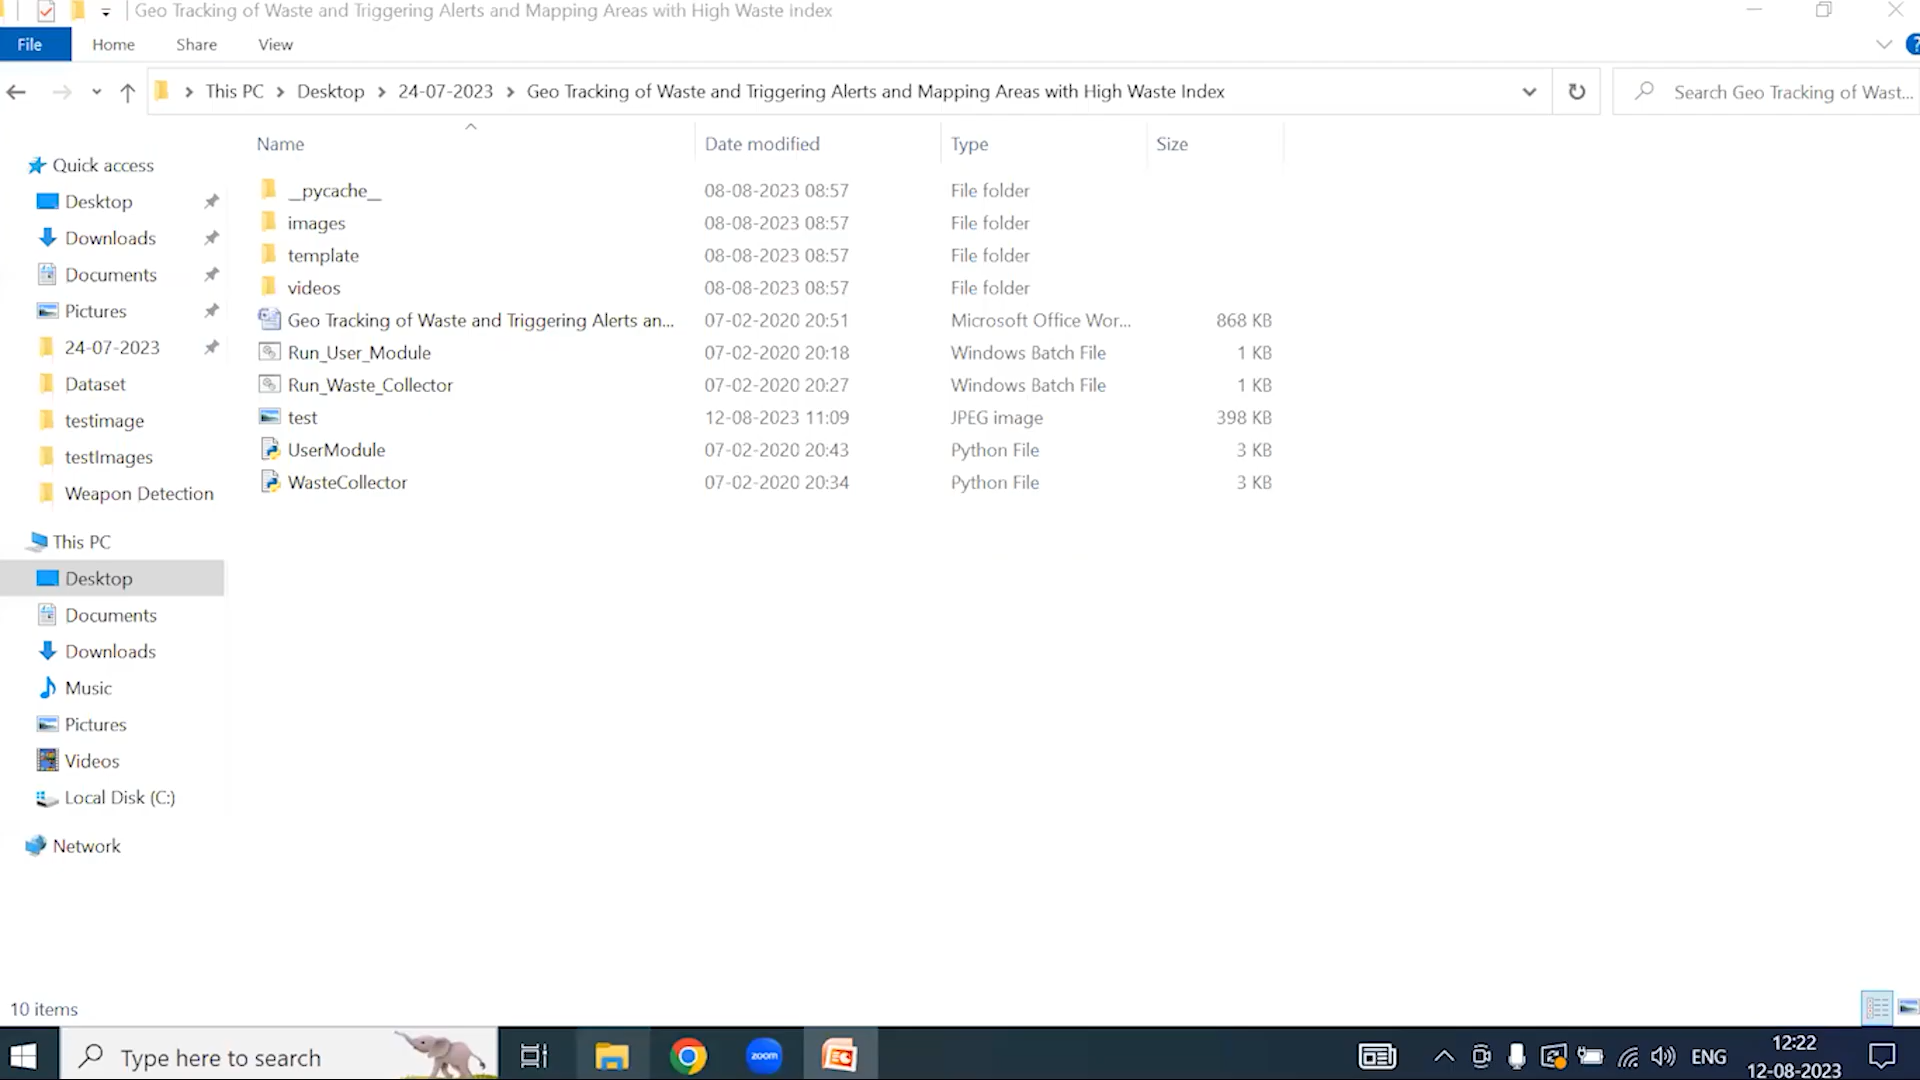 Geo Tracking of Waste and Triggering Alerts and Mapping Areas with High Waste index
File Home Share View
This PC > Desktop > 24-07-2023 > Geo Tracking of Waste and Triggering Alerts and Mapping Areas with High Waste Index
Search Geo Tracking of Wast...
Name Date modified Type Size
Quick access
Desktop
Downloads
Documents
Pictures
24-07-2023
Dataset
testimage
testImages
Weapon Detection
This PC
Desktop
Documents
Downloads
Music
Pictures
Videos
Local Disk (C:)
Network
__pycache__ 08-08-2023 08:57 File folder
images 08-08-2023 08:57 File folder
template 08-08-2023 08:57 File folder
videos 08-08-2023 08:57 File folder
Geo Tracking of Waste and Triggering Alerts an... 07-02-2020 20:51 Microsoft Office Wor... 868 KB
Run_User_Module 07-02-2020 20:18 Windows Batch File 1 KB
Run_Waste_Collector 07-02-2020 20:27 Windows Batch File 1 KB
test 12-08-2023 11:09 JPEG image 398 KB
UserModule 07-02-2020 20:43 Python File 3 KB
WasteCollector 07-02-2020 20:34 Python File 3 KB
10 items
Type here to search
zoom
ENG
12:22
12-08-2023